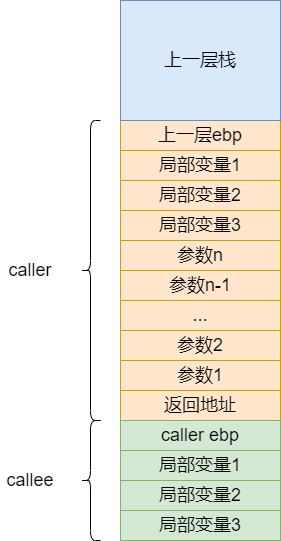 上一层栈
上一层ebp
局部变量1
局部变量2
局部变量3
参数n
caller
参数n-1
...
参数2
参数1
返回地址
caller ebp
局部变量1
callee
局部变量2
局部变量3